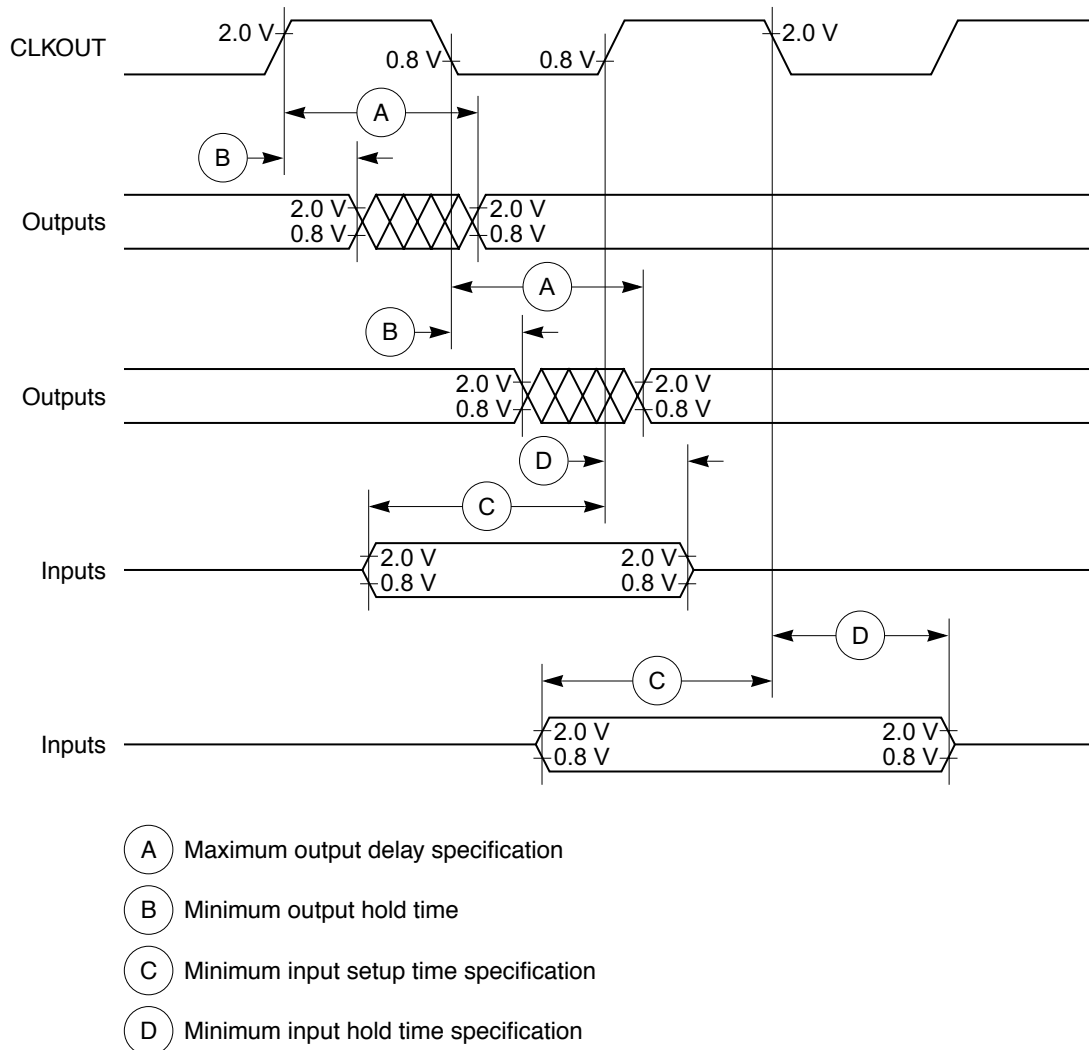 CLKOUT
2.0 V
0.8 V
0.8 V
2.0 V
A
B
Outputs
2.0 V
0.8 V
2.0 V
0.8 V
A
B
Outputs
2.0 V
0.8 V
2.0 V
0.8 V
D
C
Inputs
2.0 V
0.8 V
2.0 V
0.8 V
D
C
Inputs
2.0 V
0.8 V
2.0 V
0.8 V
A Maximum output delay specification
B Minimum output hold time
C Minimum input setup time specification
D Minimum input hold time specification